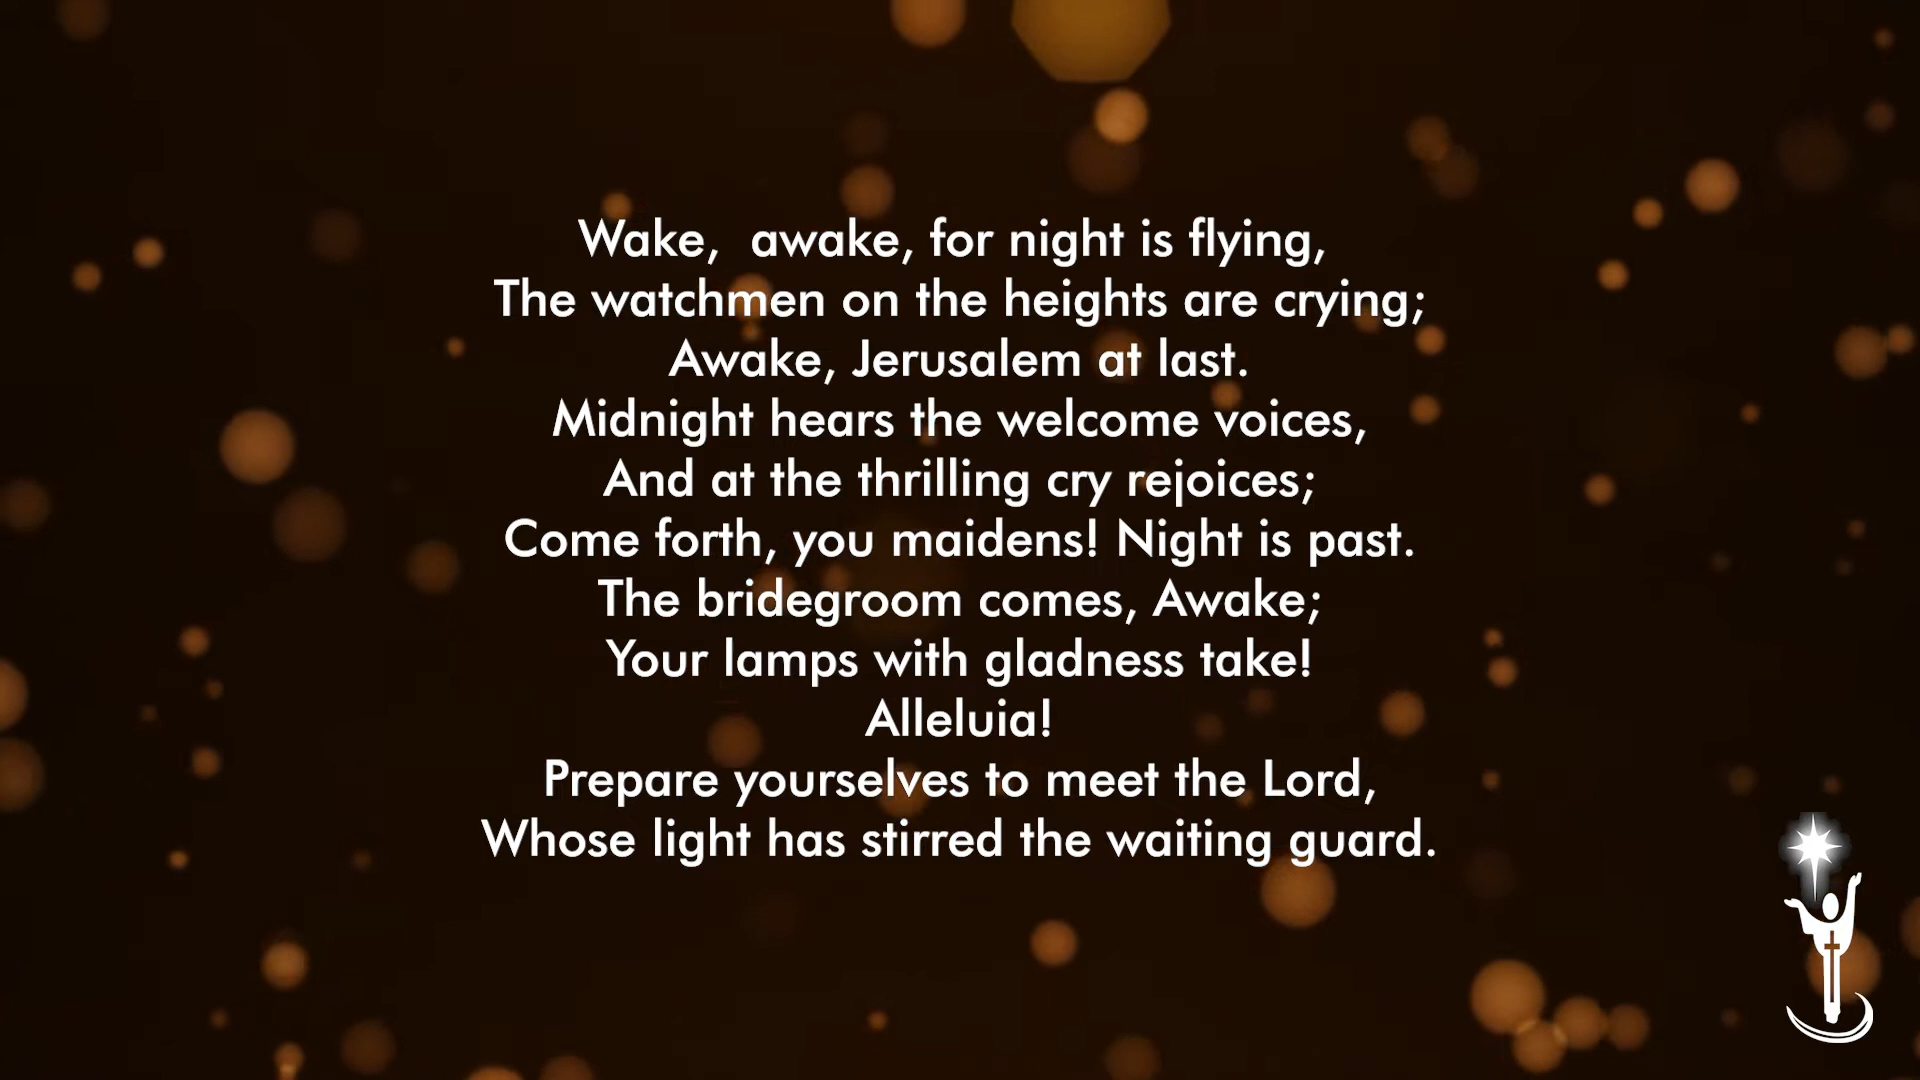 Wake,  awake, for night is flying,
The watchmen on the heights are crying;
Awake, Jerusalem at last.
Midnight hears the welcome voices,
And at the thrilling cry rejoices;
Come forth, you maidens! Night is past.
The bridegroom comes, Awake;
Your lamps with gladness take!
Alleluia!
Prepare yourselves to meet the Lord,
Whose light has stirred the waiting guard.